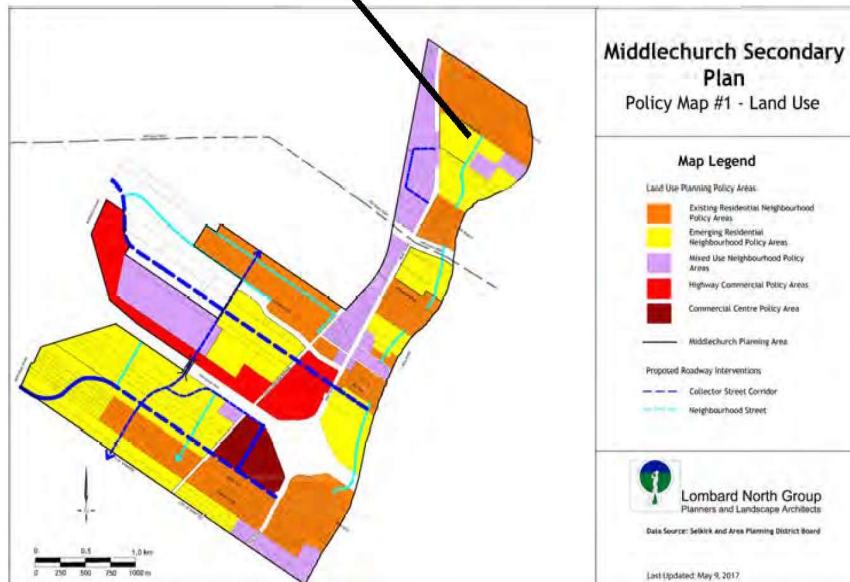 Middlechurch Secondary
Plan
Policy Map #1 - Land Use
Map Legend
Land Use Planning Policy Areas
Existing Residential Neighbourhood
Policy Areas
Emerging Residential
Neighbourhood Policy Areas
Mixed Use Neighbourhood Policy
Areas
Highway Commercial Policy Areas
Commercial Centre Policy Area
Middlechurch Planning Area
Proposed Roadway Interventions
Collector Street Corridor
Neighbourhood Street
Lombard North Group
Planners and Landscape Architects
Data Source: Selkirk and Area Planning District Board
Last Updated: May 9, 2017
0 0.5 1.0 km
0 250 500 750 1000 m